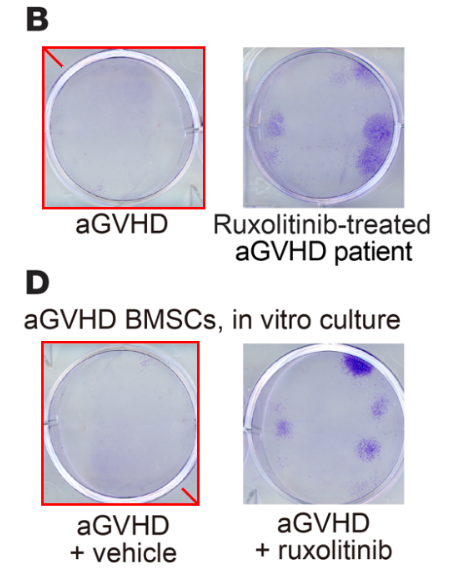 B
aGVHD
Ruxolitinib-treated
aGVHD patient
D
aGVHD BMSCs, in vitro culture
aGVHD
+ vehicle
aGVHD
+ ruxolitinib